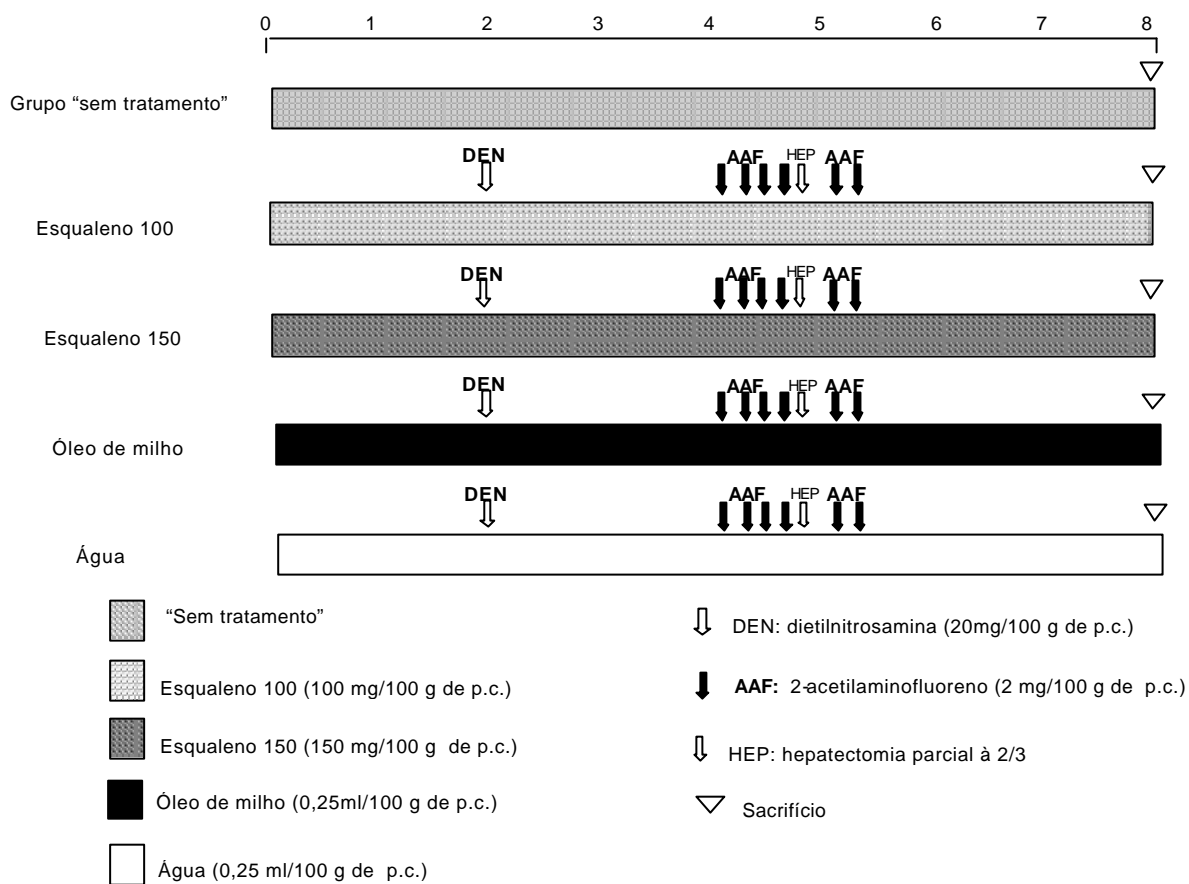 0 1 2 3 4 5 6 7 8
Grupo “sem tratamento”
DEN AAF HEP AAF
Esqualeno 100
DEN AAF HEP AAF
Esqualeno 150
DEN AAF HEP AAF
Óleo de milho
DEN AAF HEP AAF
Água
“Sem tratamento”
Esqualeno 100 (100 mg/100 g de p.c.)
Esqualeno 150 (150 mg/100 g de p.c.)
Óleo de milho (0,25ml/100 g de p.c.)
Água (0,25 ml/100 g de p.c.)
DEN: dietilnitrosamina (20mg/100 g de p.c.)
AAF: 2-acetilaminofluoreno (2 mg/100 g de p.c.)
HEP: hepatectomia parcial à 2/3
Sacrifício